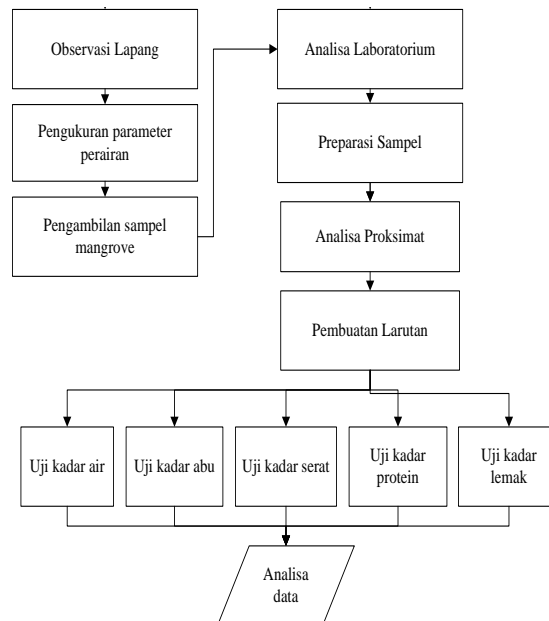 Observasi Lapang
Pengukuran parameter
perairan
Pengambilan sampel
mangrove
Analisa Laboratorium
Preparasi Sampel
Analisa Proksimat
Pembuatan Larutan
Uji kadar air
Uji kadar abu
Uji kadar serat
Uji kadar
protein
Uji kadar
lemak
Analisa
data